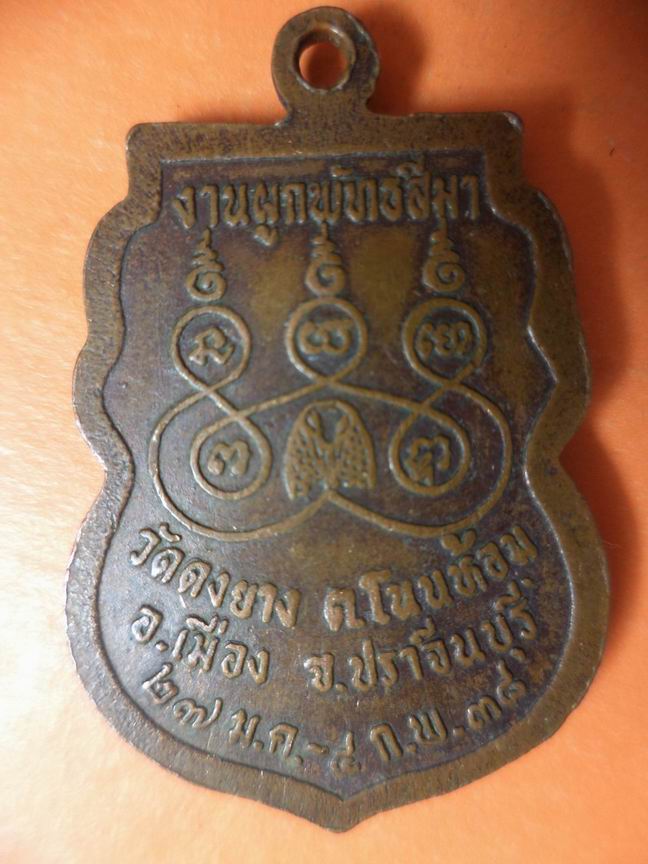 งานผูกพัทธสีมา
วัดดงยาง ต.โนนห้อม
อ.เมือง จ.ปราจีนบุรี
๒๗ ม.ค.-๔ ก.พ.๓๘